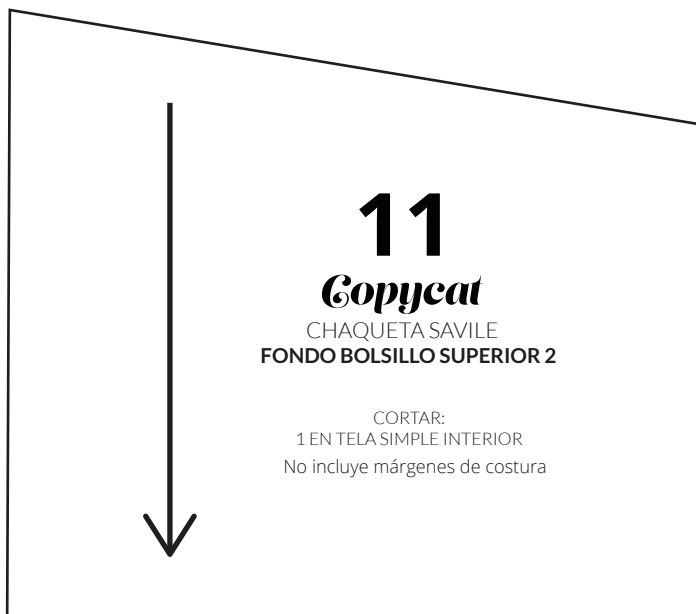 11
Copycat
CHAQUETA SAVILE
FONDO BOLSILLO SUPERIOR 2
CORTAR:
1 EN TELA SIMPLE INTERIOR
No incluye márgenes de costura